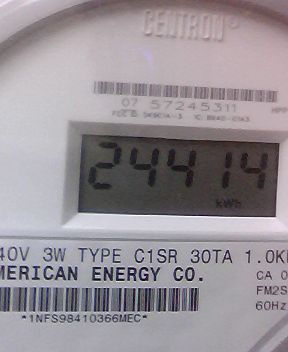 CENTRON®
07 57245311
24414
kWh
40V 3W TYPE C1SR 30TA 1.0K
MERICAN ENERGY CO.
CA 0
FM2S
60Hz
*1NFS98410366MEC*